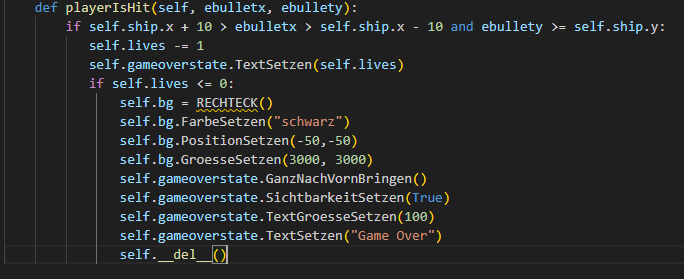 def playerIsHit(self, ebulletx, ebullety):
if self.ship.x + 10 > ebulletx > self.ship.x - 10 and ebullety >= self.ship.y:
self.lives -= 1
self.gameoverstate.TextSetzen(self.lives)
if self.lives <= 0:
self.bg = RECHTECK()
self.bg.FarbeSetzen("schwarz")
self.bg.PositionSetzen(-50,-50)
self.bg.GroesseSetzen(3000, 3000)
self.gameoverstate.GanzNachVornBringen()
self.gameoverstate.SichtbarkeitSetzen(True)
self.gameoverstate.TextGroesseSetzen(100)
self.gameoverstate.TextSetzen("Game Over")
self.__del__()